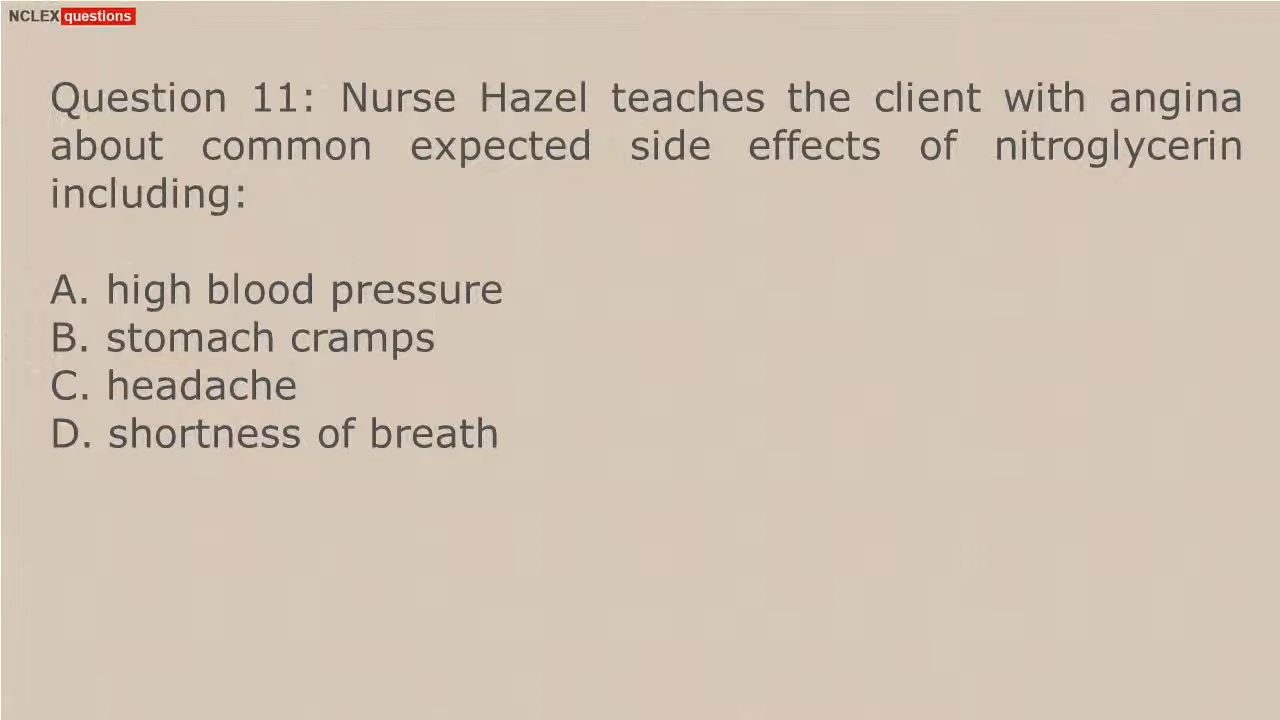 NCLEX questions
Question 11: Nurse Hazel teaches the client with angina
about common expected side effects of nitroglycerin
including:
A. high blood pressure
B. stomach cramps
C. headache
D. shortness of breath